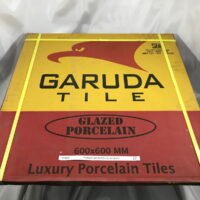 GARUDA
TILE
GLAZED
PORCELAIN
600x600 MM
Luxury Porcelain Tiles